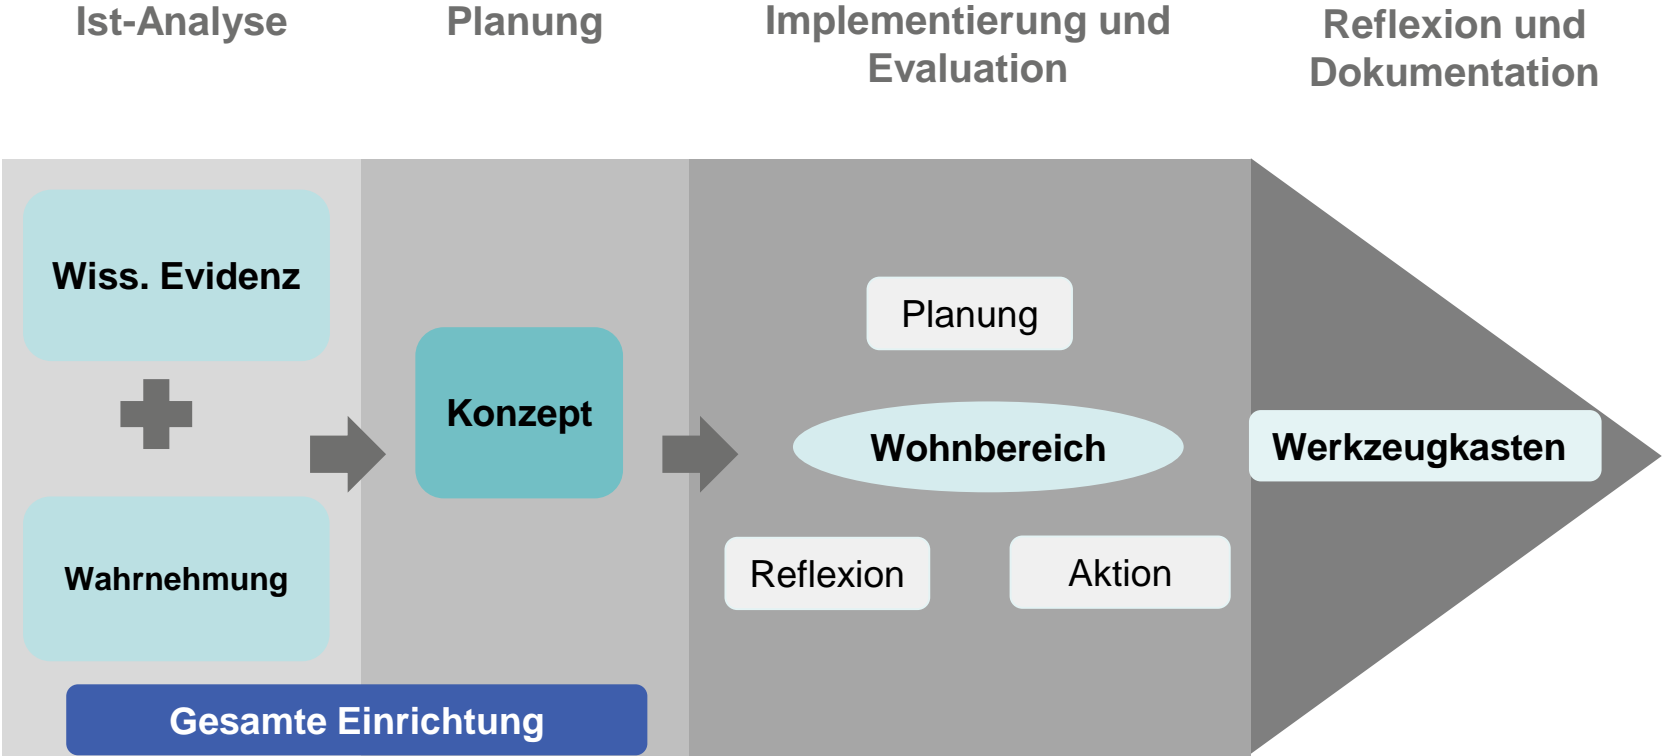 Ist-Analyse
Planung
Implementierung und
Evaluation
Reflexion und
Dokumentation
Wiss. Evidenz
Wahrnehmung
Konzept
Planung
Wohnbereich
Reflexion
Aktion
Werkzeugkasten
Gesamte Einrichtung